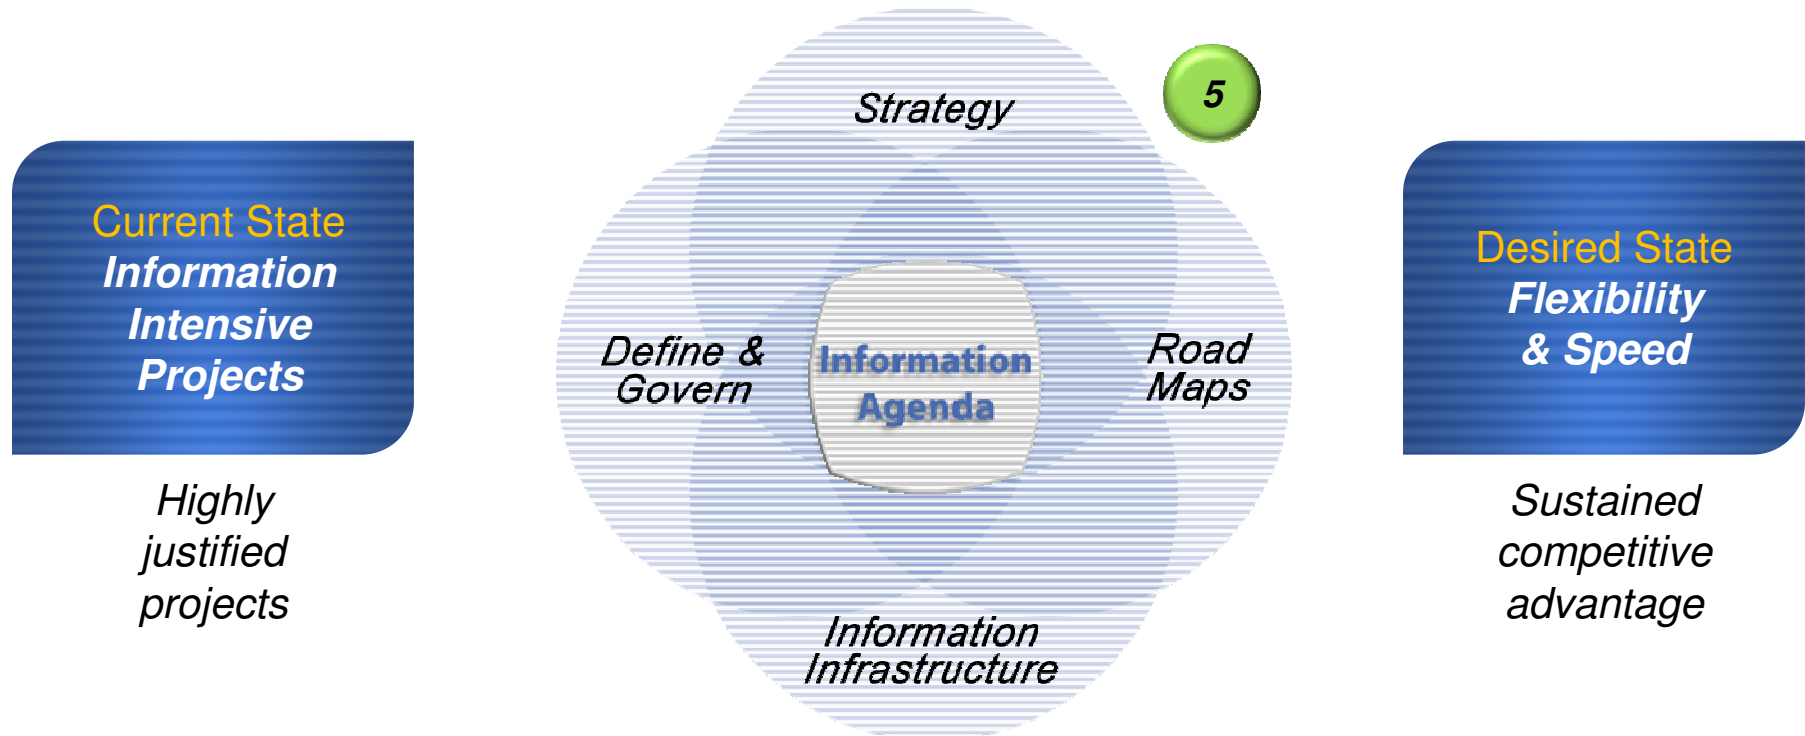 Current State
Information
Intensive
Projects
Highly
justified
projects
Strategy
5
Define &
Govern
Information
Agenda
Road
Maps
Information
Infrastructure
Desired State
Flexibility
& Speed
Sustained
competitive
advantage